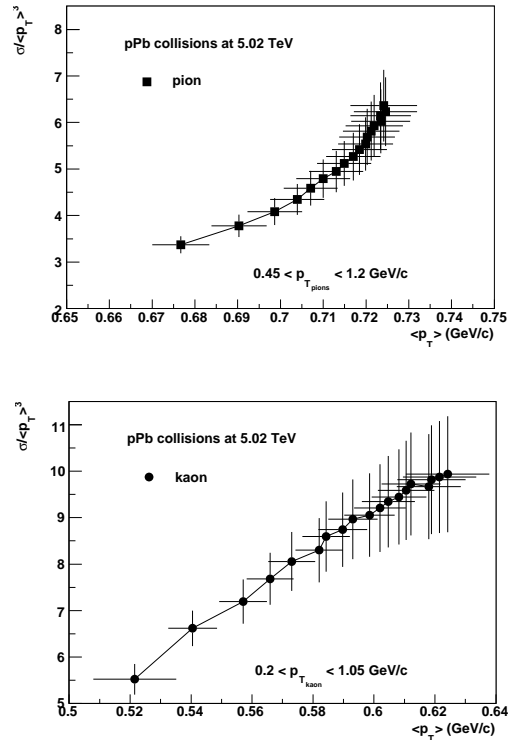 σ/<p_T>³
pPb collisions at 5.02 TeV
pion
8
7
6
5
4
3
2
0.45 < p_T_pions < 1.2 GeV/c
0.65 0.66 0.67 0.68 0.69 0.7 0.71 0.72 0.73 0.74 0.75
<p_T> (GeV/c)
σ/<p_T>³
pPb collisions at 5.02 TeV
kaon
11
10
9
8
7
6
5
0.2 < p_T_kaon < 1.05 GeV/c
0.5 0.52 0.54 0.56 0.58 0.6 0.62 0.64
<p_T> (GeV/c)